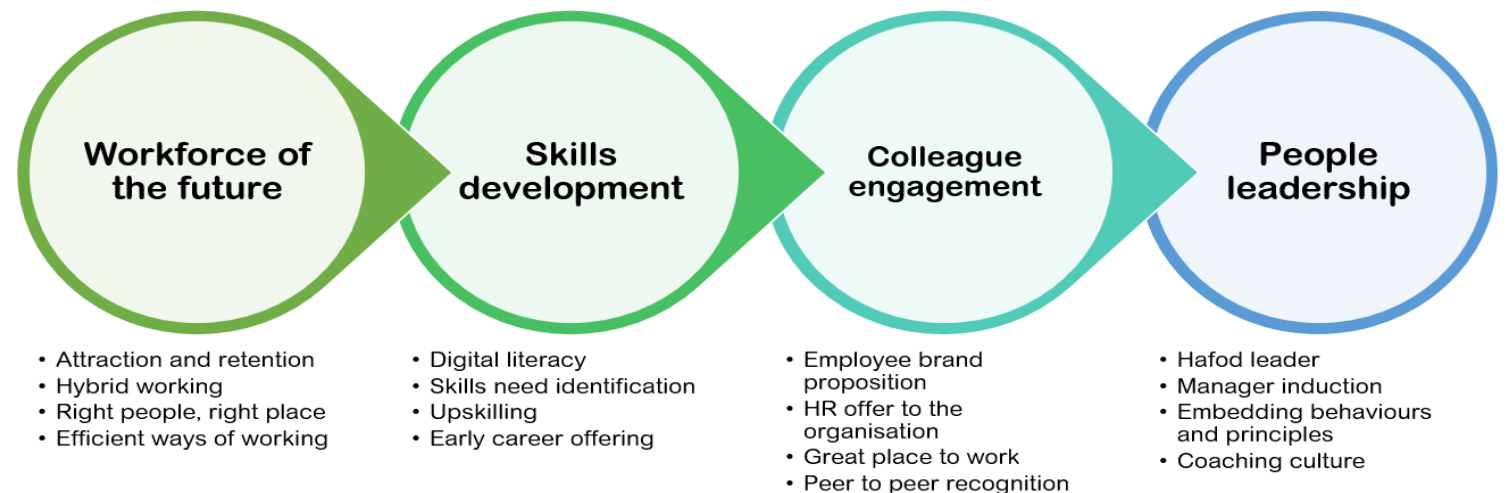 Workforce of
the future
• Attraction and retention
• Hybrid working
• Right people, right place
• Efficient ways of working
Skills
development
• Digital literacy
• Skills need identification
• Upskilling
• Early career offering
Colleague
engagement
• Employee brand
proposition
• HR offer to the
organisation
• Great place to work
• Peer to peer recognition
People
leadership
• Hafod leader
• Manager induction
• Embedding behaviours
and principles
• Coaching culture